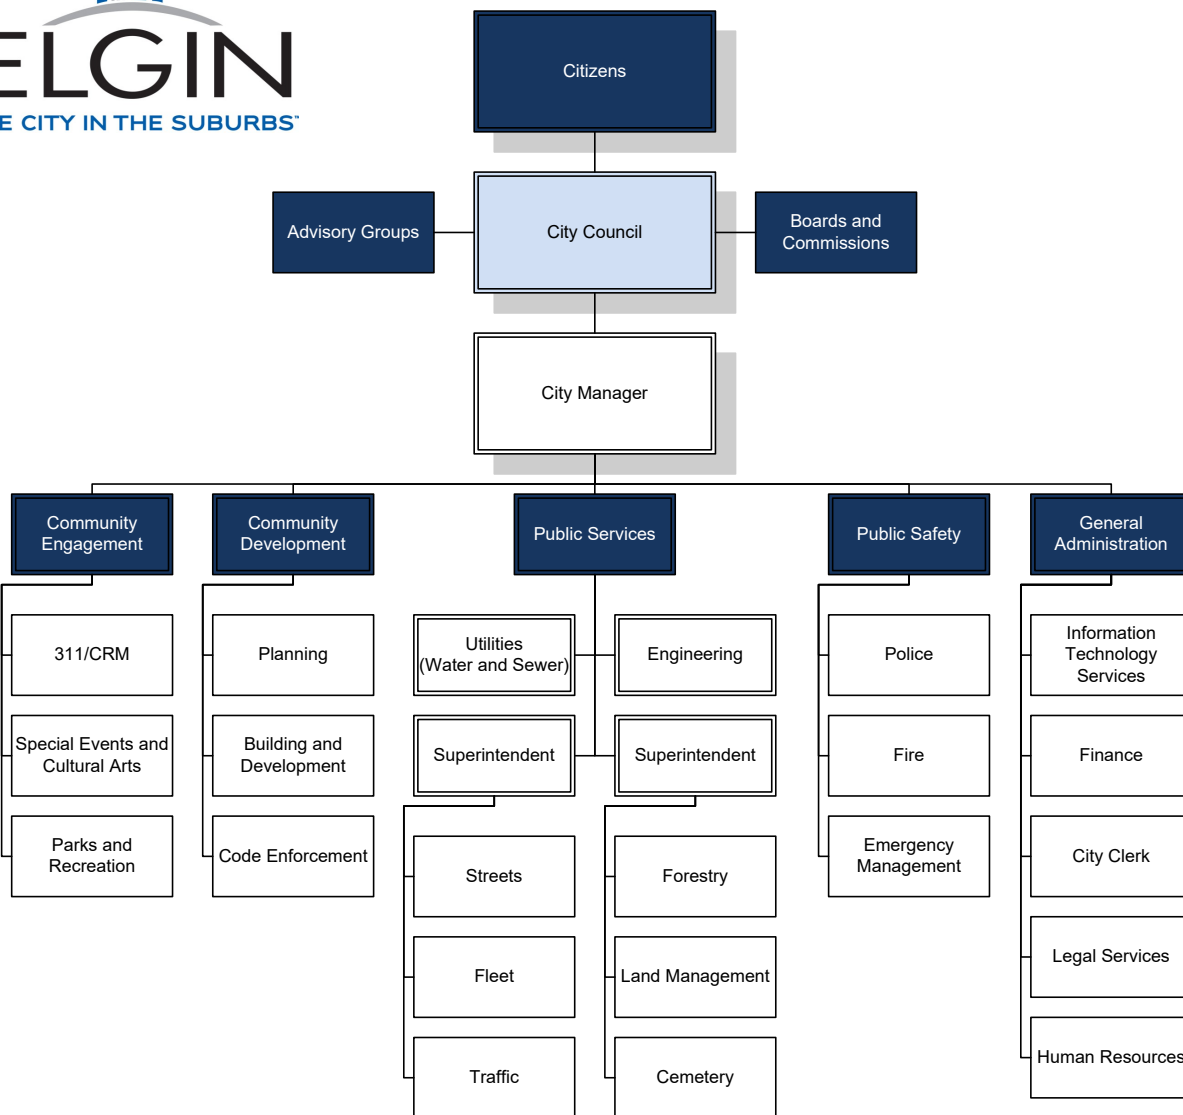 ELGIN
E CITY IN THE SUBURBS™
Citizens
Advisory Groups
City Council
Boards and
Commissions
City Manager
Community
Engagement
Community
Development
Public Services
Public Safety
General
Administration
311/CRM
Planning
Utilities
(Water and Sewer)
Engineering
Police
Information
Technology
Services
Special Events and
Cultural Arts
Building and
Development
Superintendent
Superintendent
Fire
Finance
Parks and
Recreation
Code Enforcement
Streets
Forestry
Emergency
Management
City Clerk
Fleet
Land Management
Legal Services
Traffic
Cemetery
Human Resources